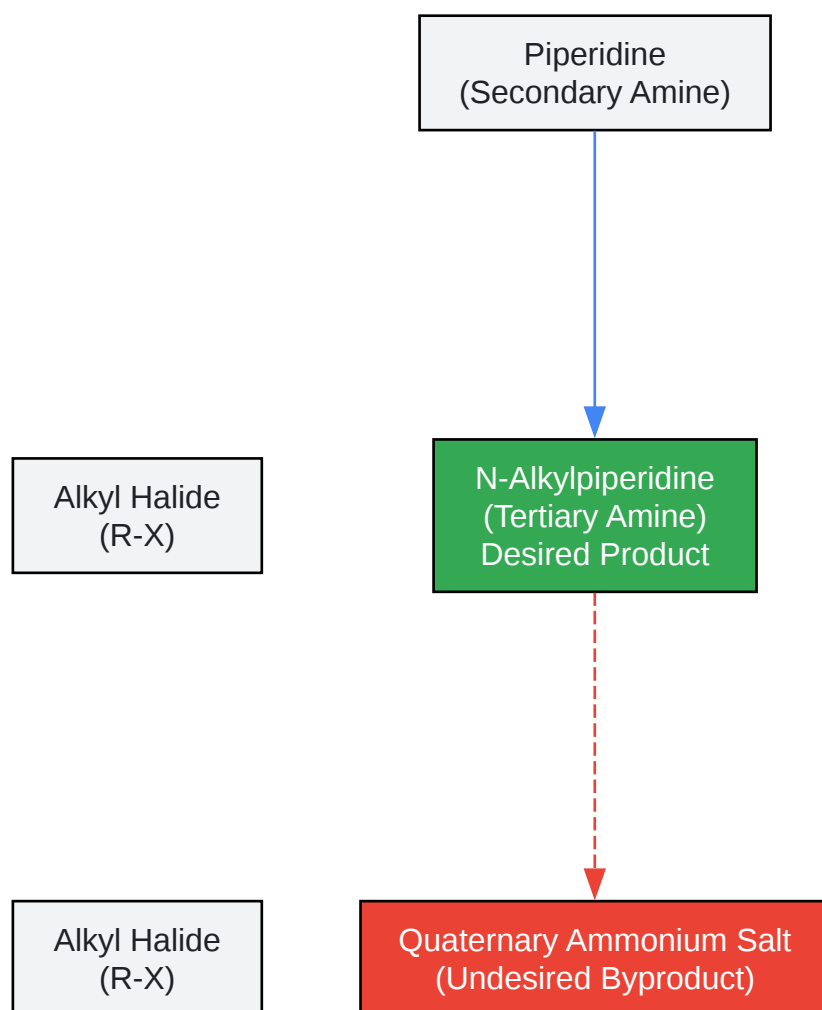 Piperidine
(Secondary Amine)
Alkyl Halide
(R-X)
N-Alkylpiperidine
(Tertiary Amine)
Desired Product
Alkyl Halide
(R-X)
Quaternary Ammonium Salt
(Undesired Byproduct)